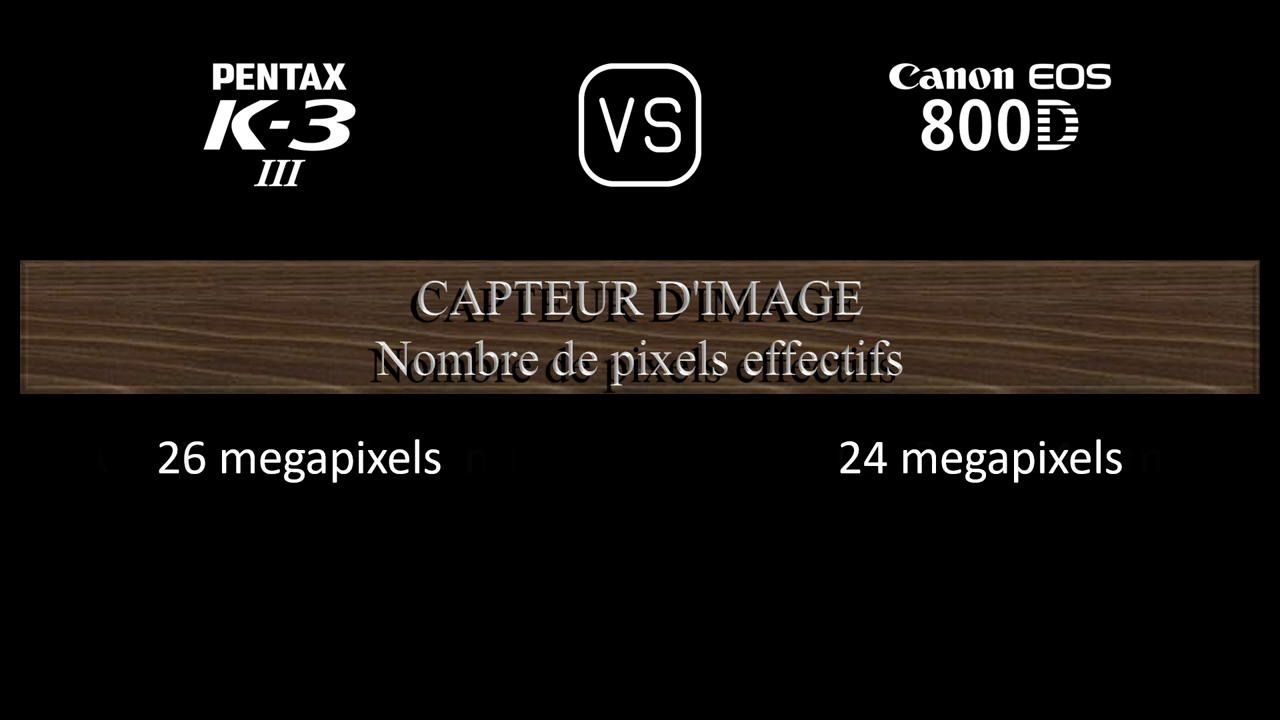 PENTAX
K-3
III
VS
Canon EOS
800D
CAPTEUR D'IMAGE
Nombre de pixels effectifs
26 megapixels
24 megapixels